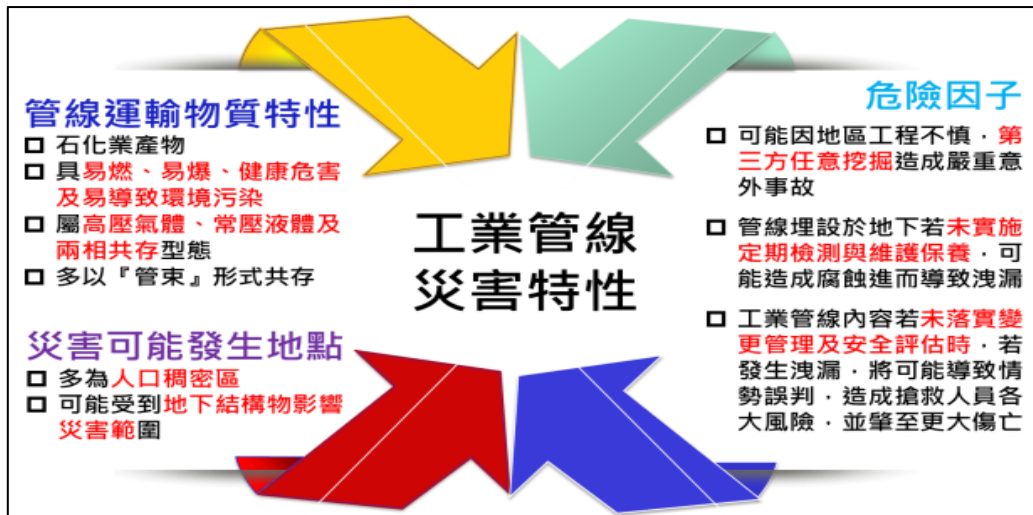 工業管線
災害特性
管線運輸物質特性
□ 石化業產物
□ 具易燃、易爆、健康危害
及易導致環境污染
□ 屬高壓氣體、常壓液體及
兩相共存型態
□ 多以『管束』形式共存
災害可能發生地點
□ 多為人口稠密區
□ 可能受到地下結構物影響
災害範圍
危險因子
□ 可能因地區工程不慎，第
三方任意挖掘造成嚴重意
外事故
□ 管線埋設於地下若未實施
定期檢測與維護保養，可
能造成腐蝕進而導致洩漏
□ 工業管線內容若未落實變
更管理及安全評估時，若
發生洩漏，將可能導致情
勢誤判，造成搶救人員各
大風險，並肇至更大傷亡